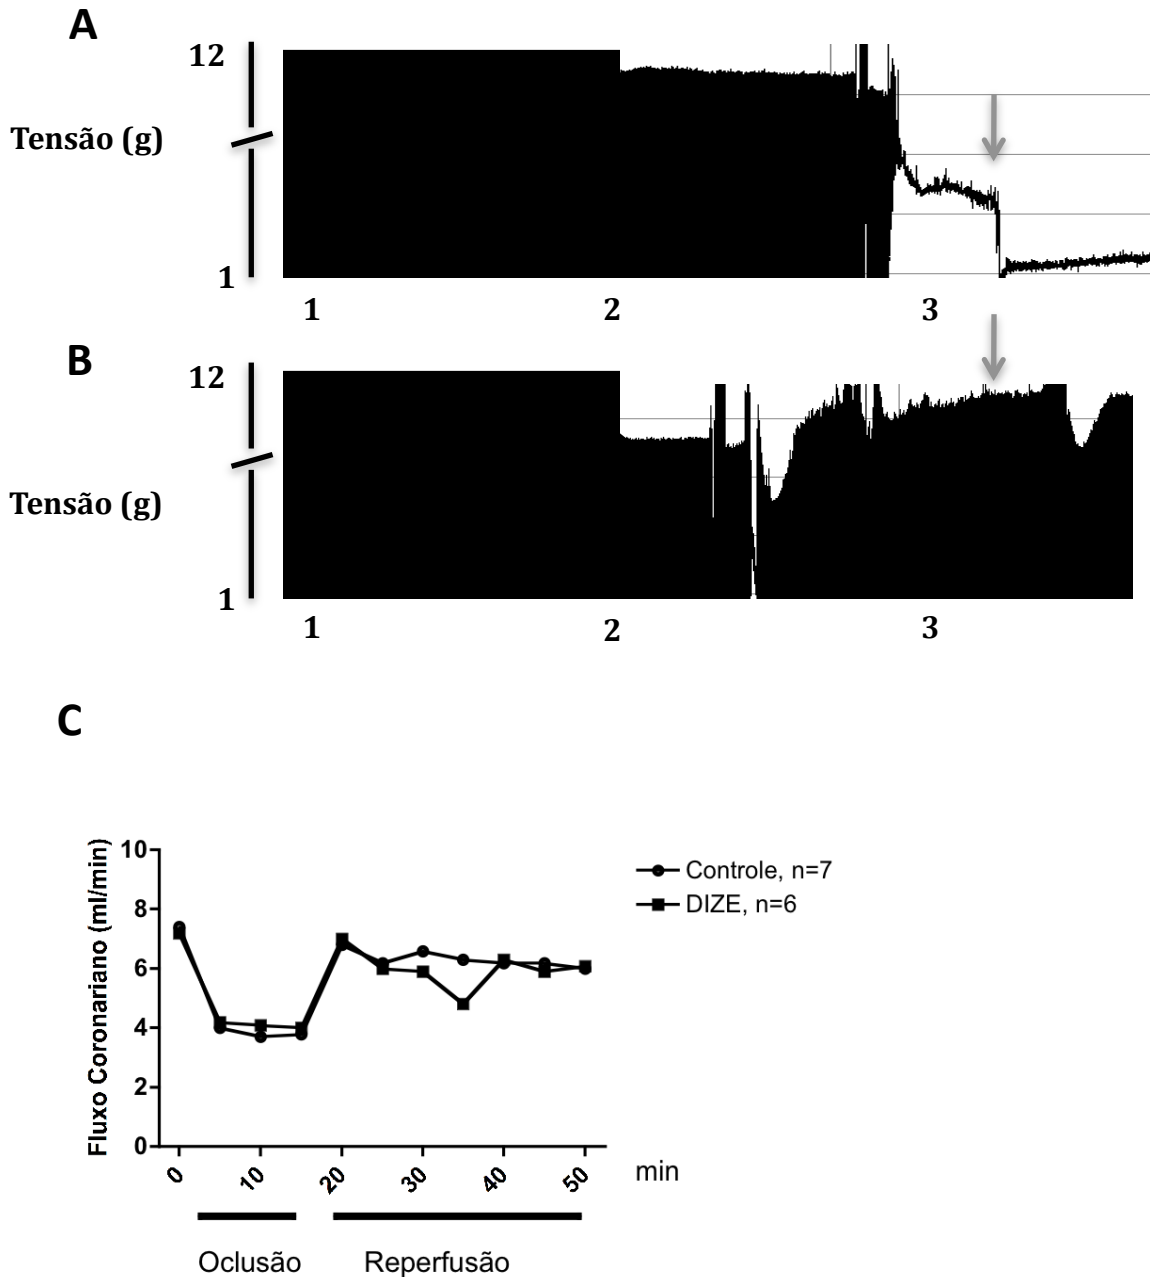 A
12
Tensão (g)
1
1 2 3
B
12
Tensão (g)
1
1 2 3
C
Fluxo Coronariano (ml/min)
10
8
6
4
2
0
0 10 20 30 40 50
min
Controle, n=7
DIZE, n=6
Oclusão Reperfusão